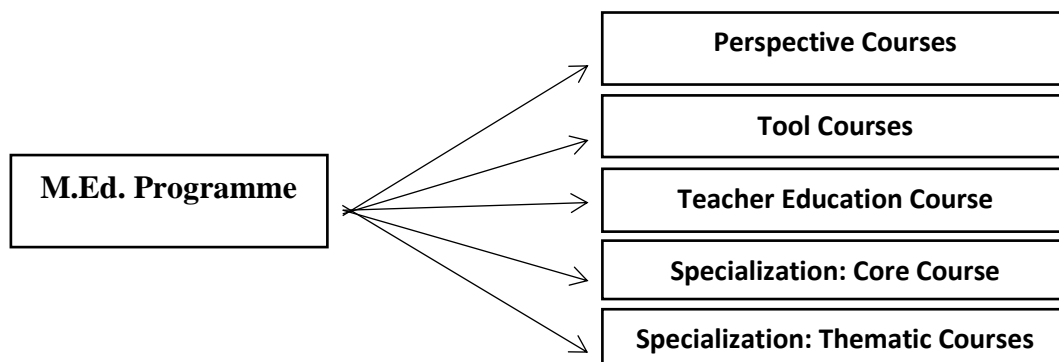 M.Ed. Programme
Perspective Courses
Tool Courses
Teacher Education Course
Specialization: Core Course
Specialization: Thematic Courses